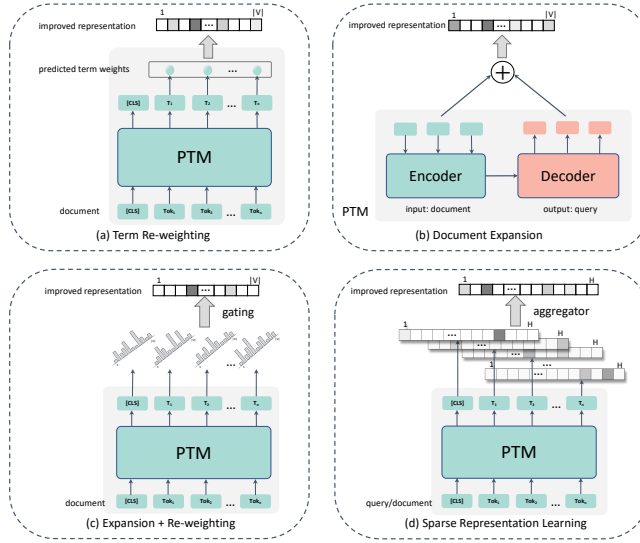 1 |V|
improved representation ...
predicted term weights ...
[CLS] T₁ T₂ ... Tₙ
PTM
document [CLS] Tok₁ Tok₂ ... Tokₙ
(a) Term Re-weighting
1 |V|
improved representation ...
+
Encoder Decoder
PTM input: document output: query
(b) Document Expansion
1 |V|
improved representation ...
gating
...
[CLS] T₁ T₂ ... Tₙ
PTM
document [CLS] Tok₁ Tok₂ ... Tokₙ
(c) Expansion + Re-weighting
1 H
improved representation ...
aggregator
1 H
... H
...
...
1 H
...
[CLS] T₁ T₂ ... Tₙ
PTM
query/document [CLS] Tok₁ Tok₂ ... Tokₙ
(d) Sparse Representation Learning